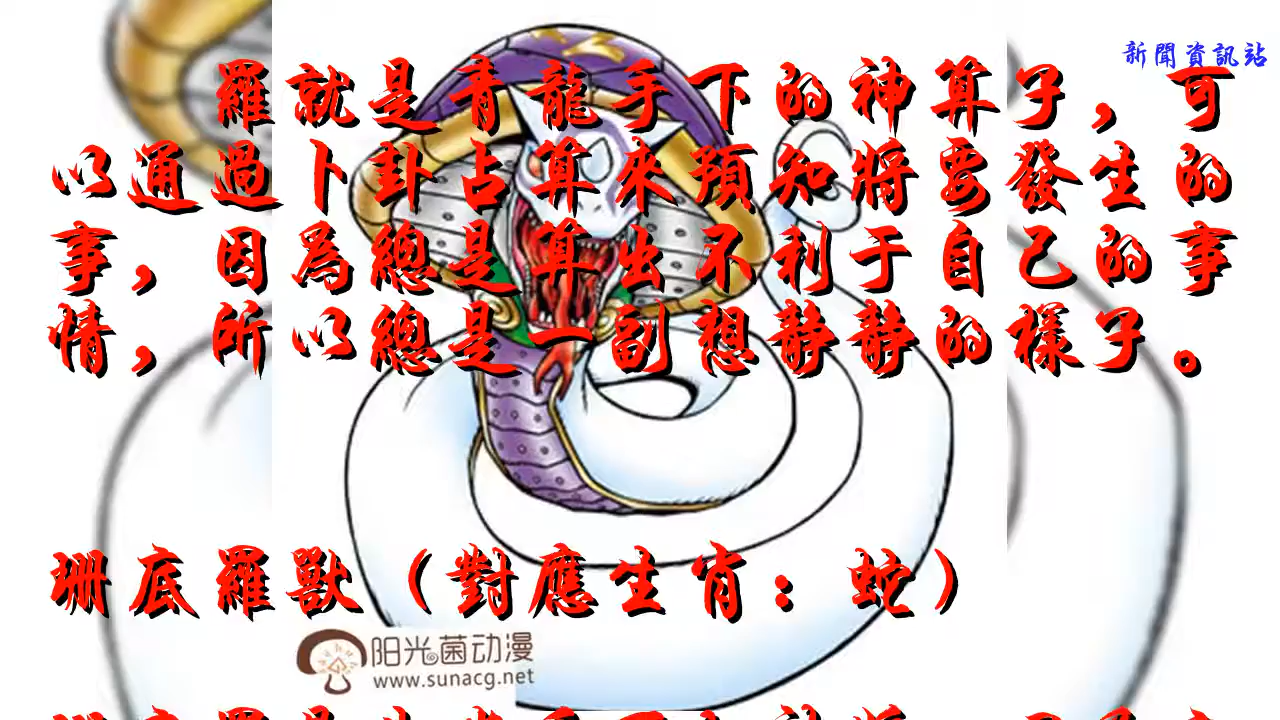 新聞資訊站
羅就是青龍手下的神算子，可
以通過卜卦占算來預知將要發生的
事，因為總是算出不利于自己的事
情，所以總是一副想靜靜的樣子。
珊底羅獸（對應生肖：蛇）
阳光菌动漫
www.sunacg.net